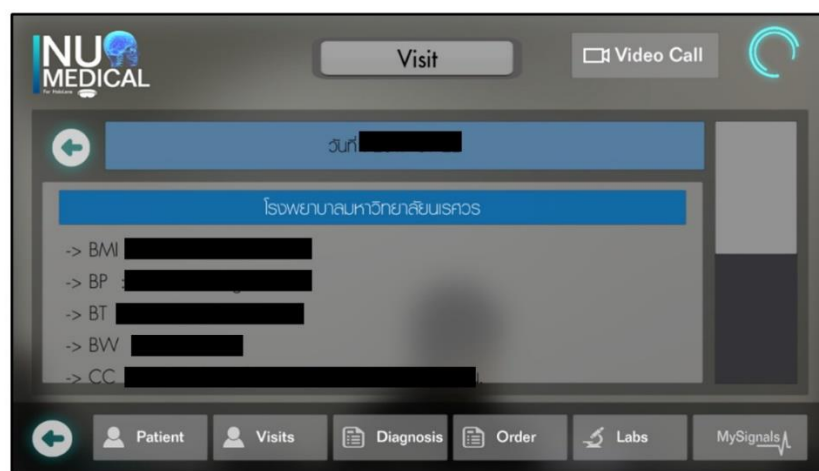 NU
MEDICAL
For HoloLens
Visit
Video Call
วันที่
โรงพยาบาลมหาวิทยาลัยนเรศวร
-> BMI
-> BP :
-> BT
-> BW
-> CC
Patient
Visits
Diagnosis
Order
Labs
MySignals